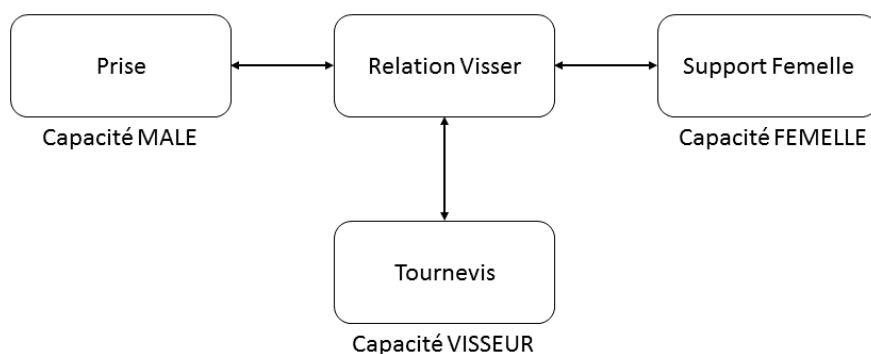 Prise
Relation Visser
Support Femelle
Capacité MALE
Capacité FEMELLE
Tournevis
Capacité VISSEUR